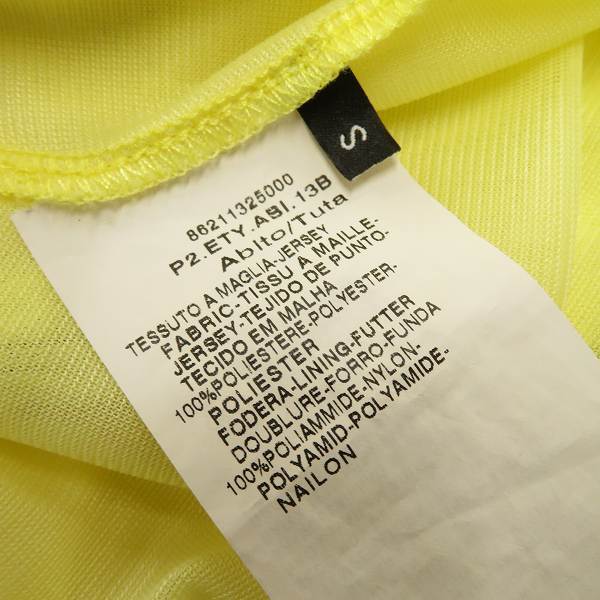 S
86211325000
P2.ETY.ABI.13B
Abito/Tuta
TESSUTO A MAGLIA-JERSEY
FABRIC-TISSU A MAILLE-
JERSEY-TEJIDO DE PUNTO-
TECIDO EM MALHA
100%POLIESTERE-POLYESTER-
POLIESTER
FODERA-LINING-FUTTER
DOUBLURE-FORRO-FUNDA
100%POLIAMMIDE-NYLON-
POLYAMID-POLYAMIDE-
NAILON